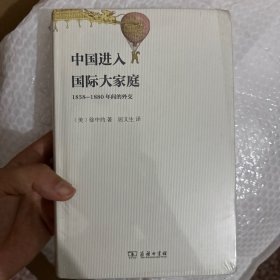 中国进入
国际大家庭
1858—1880年间的外交
（美）徐中约 著 屈文生 译
商务印书馆